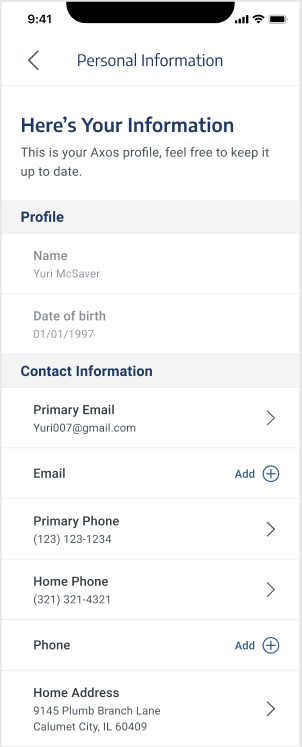 9:41
Personal Information
Here's Your Information
This is your Axos profile, feel free to keep it
up to date.
Profile
Name
Yuri McSaver
Date of birth
01/01/1997
Contact Information
Primary Email
Yuri007@gmail.com
Email
Add
Primary Phone
(123) 123-1234
Home Phone
(321) 321-4321
Phone
Add
Home Address
9145 Plumb Branch Lane
Calumet City, IL 60409